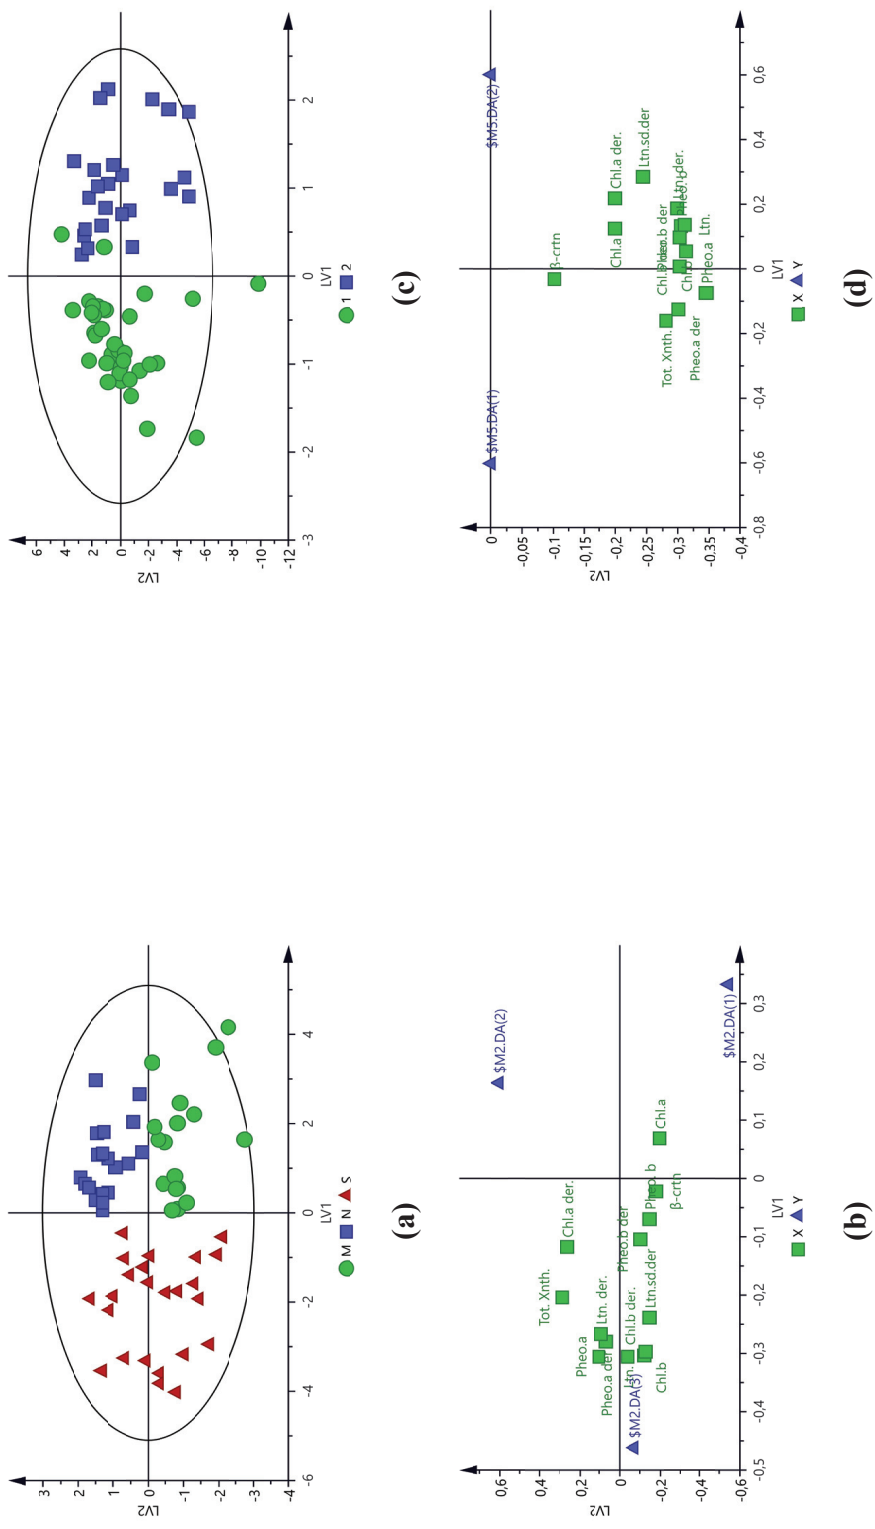 3
2
1
0
-1
-2
-3
-4
LV2
-6
-4
-2
0
2
4
LV1
M N S
(a)
6
4
2
0
-2
-4
-6
-8
-10
-12
LV2
-3
-2
-1
0
1
2
LV1
1 2
(c)
0,6
0,4
0,2
0
-0,2
-0,4
-0,6
LV2
$M2.DA(2)
$M2.DA(1)
$M2.DA(3)
Tot. Xnth.
Chl.a der.
Pheo.a
Ltn. der.
Pheo.a der
Ltn.
Chl.b der.
Pheo.b der
Chl.b
Ltn.sd.der
Pheo. b
β-crtn
Chl.a
-0,5
-0,4
-0,3
-0,2
-0,1
0
0,1
0,2
0,3
LV1
X Y
(b)
0
-0,05
-0,1
-0,15
-0,2
-0,25
-0,3
-0,35
-0,4
LV2
$M5.DA(1)
$M5.DA(2)
β-crtn
Chl.a
Chl.a der.
Ltn.sd.der
Tot. Xnth.
Pheo.a der
Ltn. der.
Pheo. b
Chl.b
Pheo.a
Ltn.
-0,8
-0,6
-0,4
-0,2
0
0,2
0,4
0,6
LV1
X Y
(d)